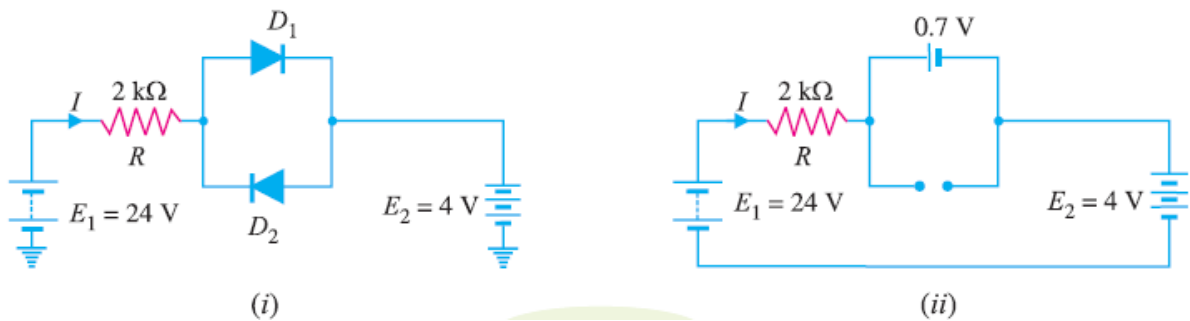 D₁
I
2 kΩ
R
E₁ = 24 V
D₂
E₂ = 4 V
(i)
0.7 V
I
2 kΩ
R
E₁ = 24 V
E₂ = 4 V
(ii)